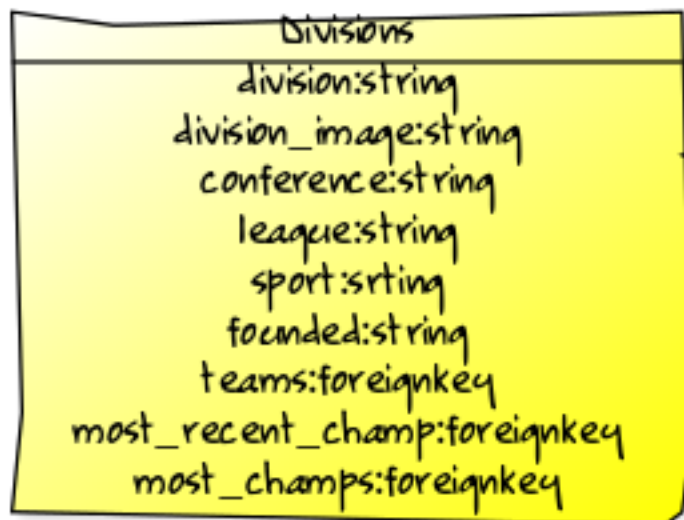 Divisions
division:string
division_image:string
conference:string
league:string
sport:srting
founded:string
teams:foreignkey
most_recent_champ:foreignkey
most_champs:foreignkey